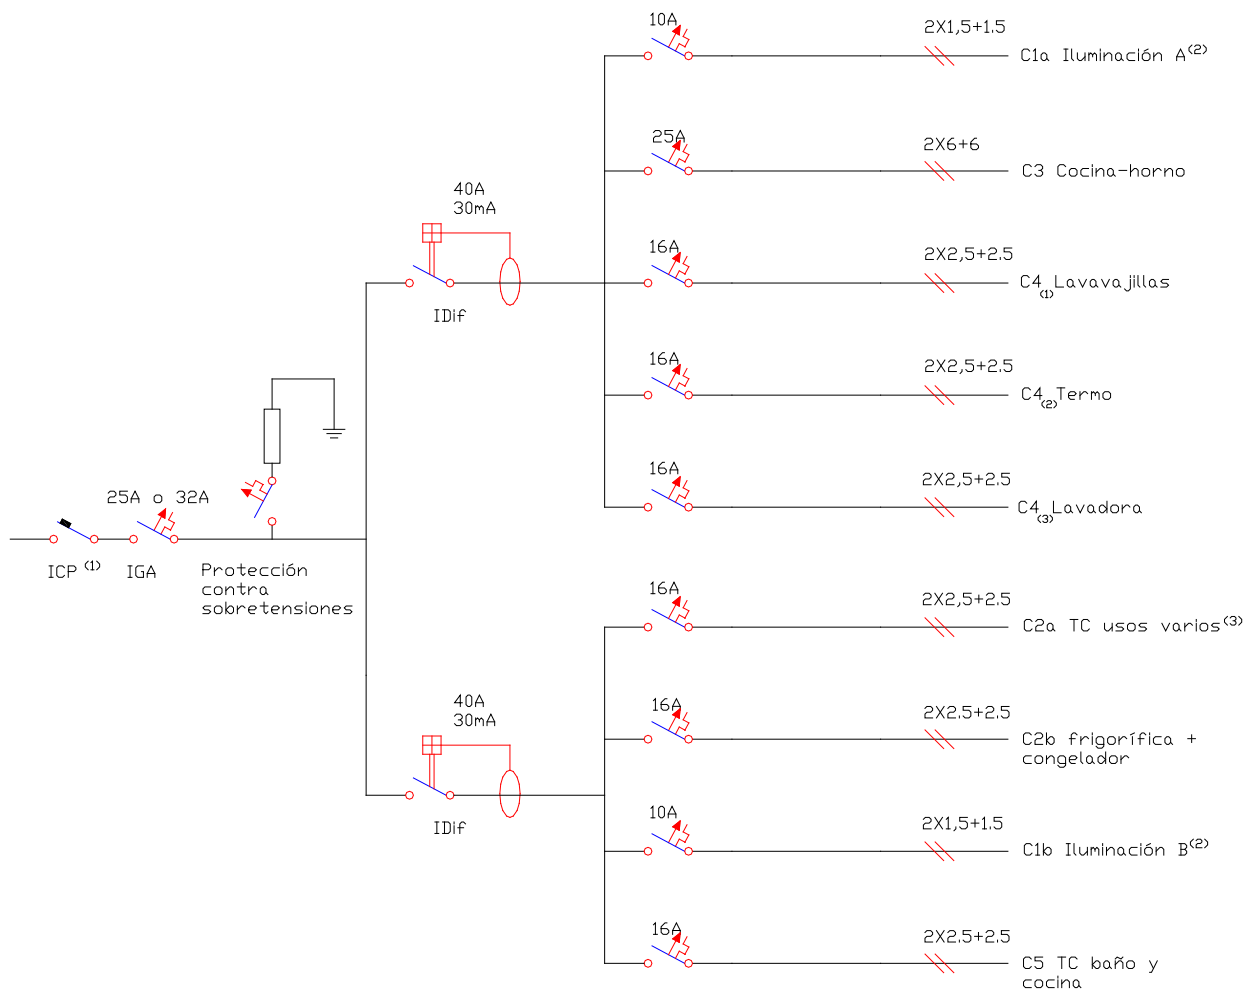 10A
2X1,5+1.5
C1a Iluminación A(2)
25A
2X6+6
C3 Cocina-horno
40A
30mA
IDif
16A
2X2,5+2.5
C4(1) Lavavajillas
16A
2X2,5+2.5
C4(2) Termo
16A
2X2,5+2.5
C4(3) Lavadora
25A o 32A
ICP (1)
IGA
Protección
contra
sobretensiones
16A
2X2,5+2.5
C2a TC usos varios(3)
40A
30mA
IDif
16A
2X2.5+2.5
C2b frigorífica +
congelador
10A
2X1,5+1.5
C1b Iluminación B(2)
16A
2X2.5+2.5
C5 TC baño y
cocina